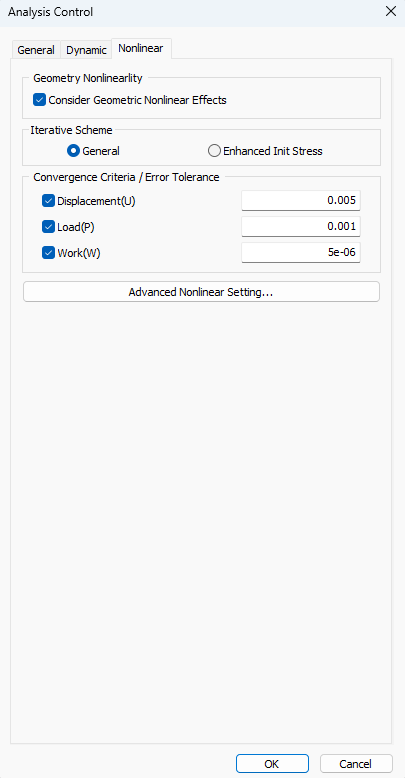 Analysis Control
General Dynamic Nonlinear
Geometry Nonlinearlity
Consider Geometric Nonlinear Effects
Iterative Scheme
General Enhanced Init Stress
Convergence Criteria / Error Tolerance
Displacement(U) 0.005
Load(P) 0.001
Work(W) 5e-06
Advanced Nonlinear Setting...
OK Cancel